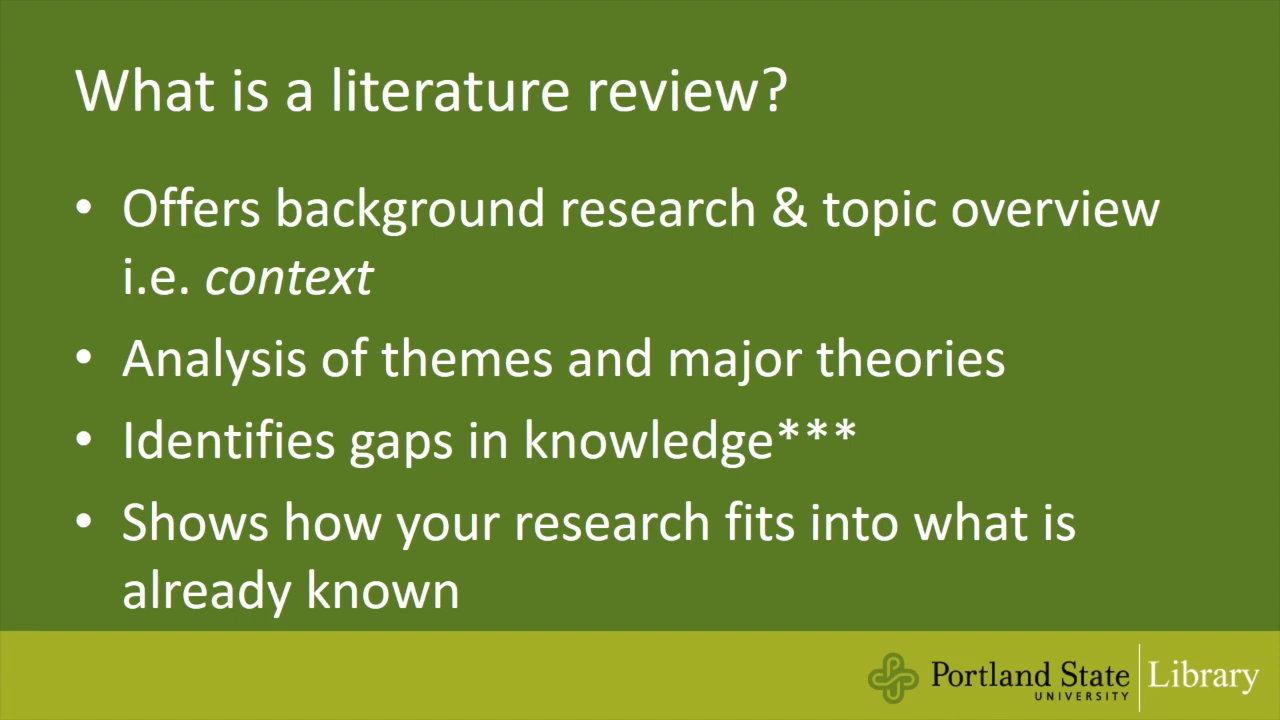 What is a literature review?
• Offers background research & topic overview
i.e. context
• Analysis of themes and major theories
• Identifies gaps in knowledge***
• Shows how your research fits into what is
already known
Portland State
UNIVERSITY
Library